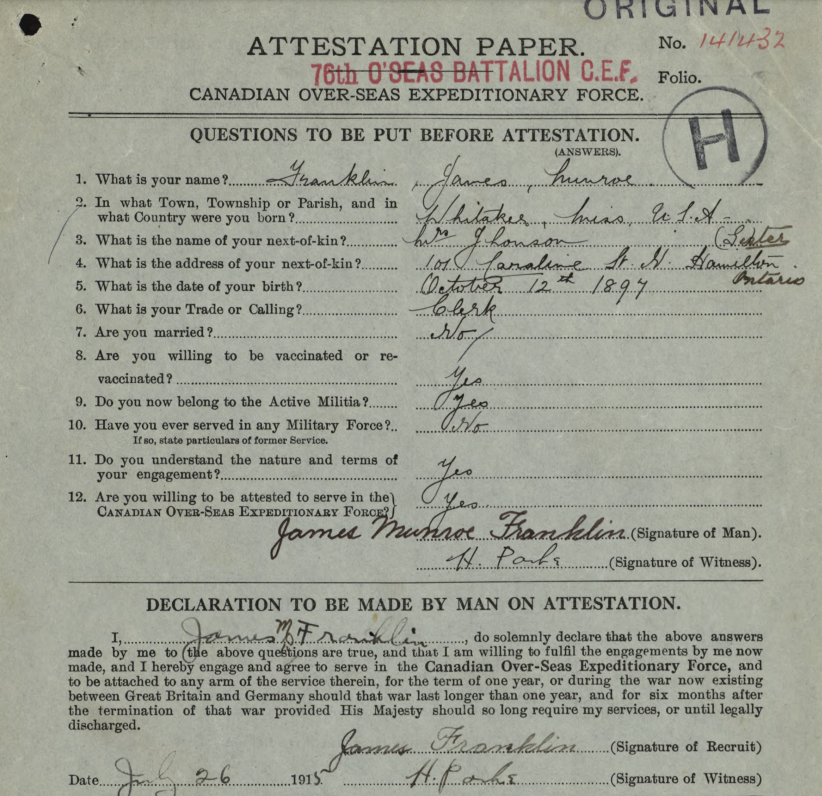 ORIGINAL
ATTESTATION PAPER.
No. 141432
76th O'SEAS BATTALION C.E.F.
Folio.
CANADIAN OVER-SEAS EXPEDITIONARY FORCE.
H
QUESTIONS TO BE PUT BEFORE ATTESTATION.
(ANSWERS).
1. What is your name? Franklin, James, Munroe
2. In what Town, Township or Parish, and in
what Country were you born? Whitaker, Miss, U.S.A-
3. What is the name of your next-of-kin? Mrs Jhonson (Sister
4. What is the address of your next-of-kin? 101 Caroline St. N. Hamilton
Ontario
5. What is the date of your birth? October 12th 1897
6. What is your Trade or Calling? Clerk
7. Are you married? No
8. Are you willing to be vaccinated or re-
vaccinated? Yes
9. Do you now belong to the Active Militia? Yes
10. Have you ever served in any Military Force? No
If so, state particulars of former Service.
11. Do you understand the nature and terms of
your engagement? Yes
12. Are you willing to be attested to serve in the
CANADIAN OVER-SEAS EXPEDITIONARY FORCE? Yes
James Munroe Franklin (Signature of Man).
H. (Signature of Witness).
DECLARATION TO BE MADE BY MAN ON ATTESTATION.
I, James M Franklin, do solemnly declare that the above answers
made by me to the above questions are true, and that I am willing to fulfil the engagements by me now
made, and I hereby engage and agree to serve in the Canadian Over-Seas Expeditionary Force, and
to be attached to any arm of the service therein, for the term of one year, or during the war now existing
between Great Britain and Germany should that war last longer than one year, and for six months after
the termination of that war provided His Majesty should so long require my services, or until legally
discharged.
James Franklin (Signature of Recruit)
Date July 26 1915. H. (Signature of Witness)